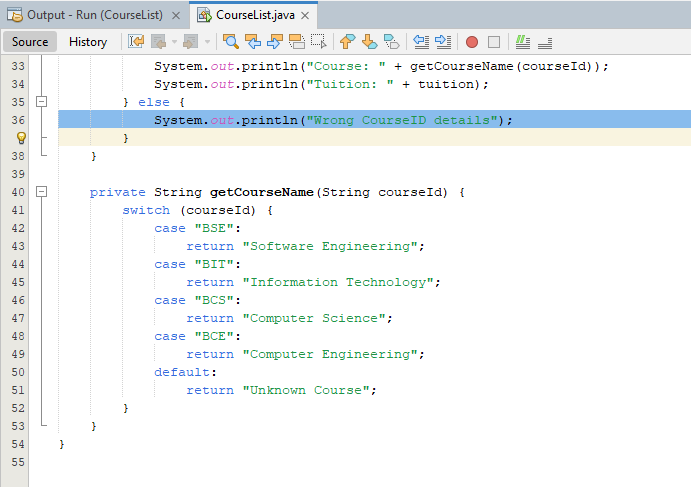 Output - Run (CourseList) × CourseList.java ×
Source History
33 System.out.println("Course: " + getCourseName(courseId));
34 System.out.println("Tuition: " + tuition);
35 } else {
36 System.out.println("Wrong CourseID details");
}
38 }
39
40 private String getCourseName(String courseId) {
41 switch (courseId) {
42 case "BSE":
43 return "Software Engineering";
44 case "BIT":
45 return "Information Technology";
46 case "BCS":
47 return "Computer Science";
48 case "BCE":
49 return "Computer Engineering";
50 default:
51 return "Unknown Course";
52 }
53 }
54 }
55